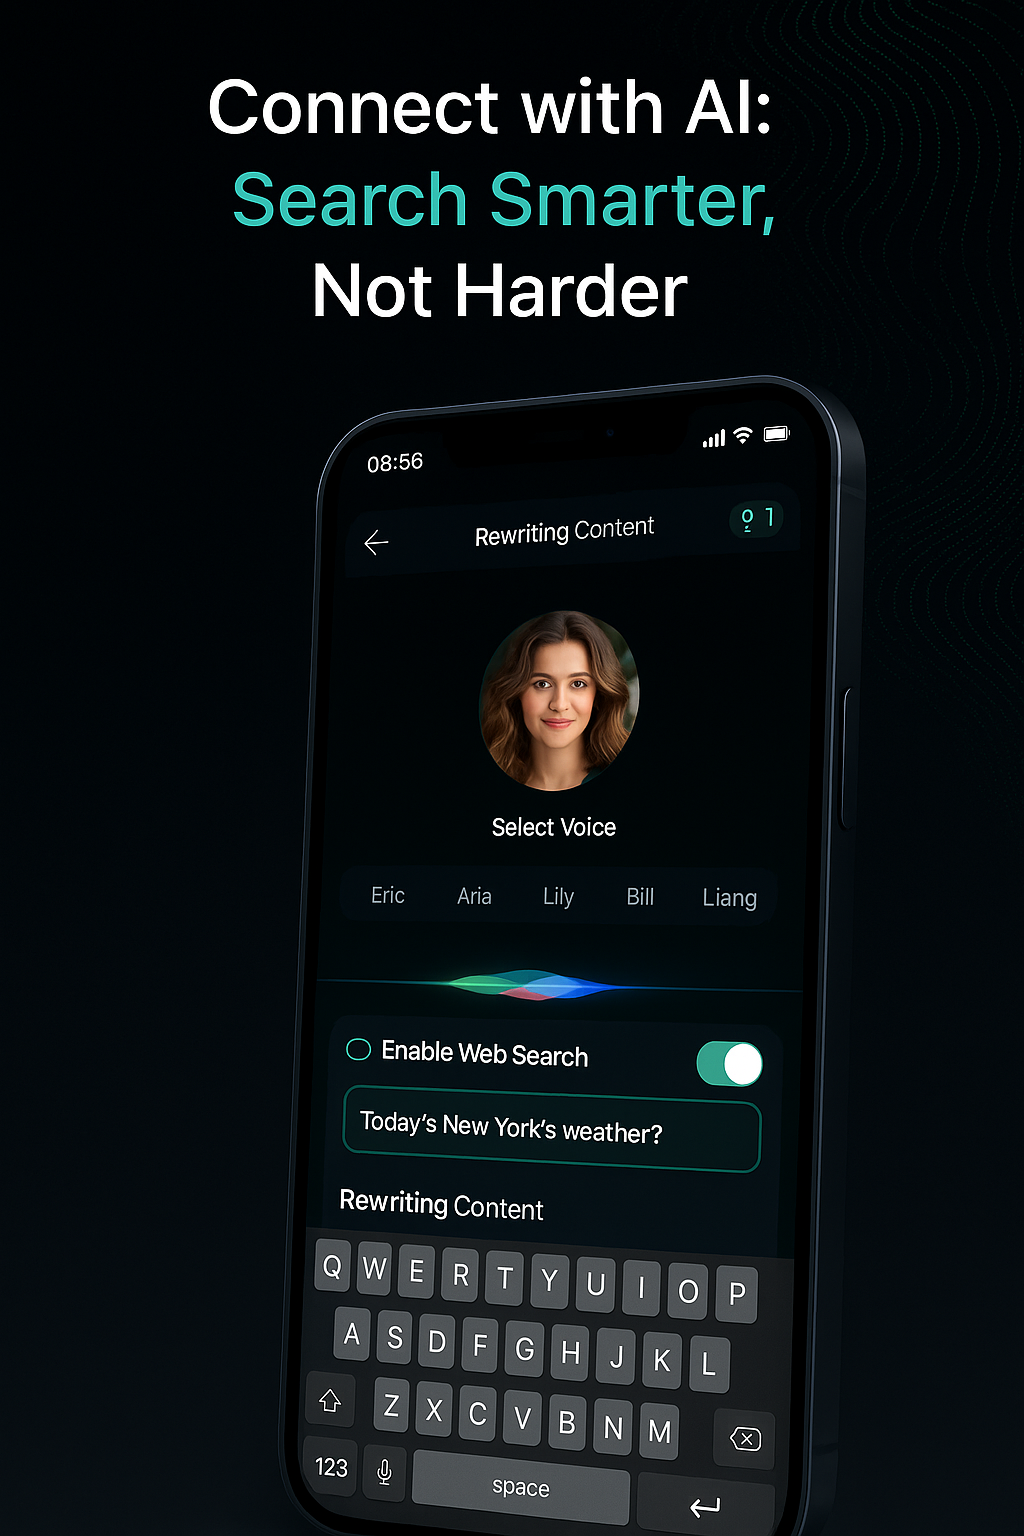 Connect with AI:
Search Smarter,
Not Harder
08:56
Rewriting Content
1
Select Voice
Eric Aria Lily Bill Liang
Enable Web Search
Today's New York's weather?
Rewriting Content
Q W E R T Y U I O P
A S D F G H J K L
Z X C V B N M
123 space